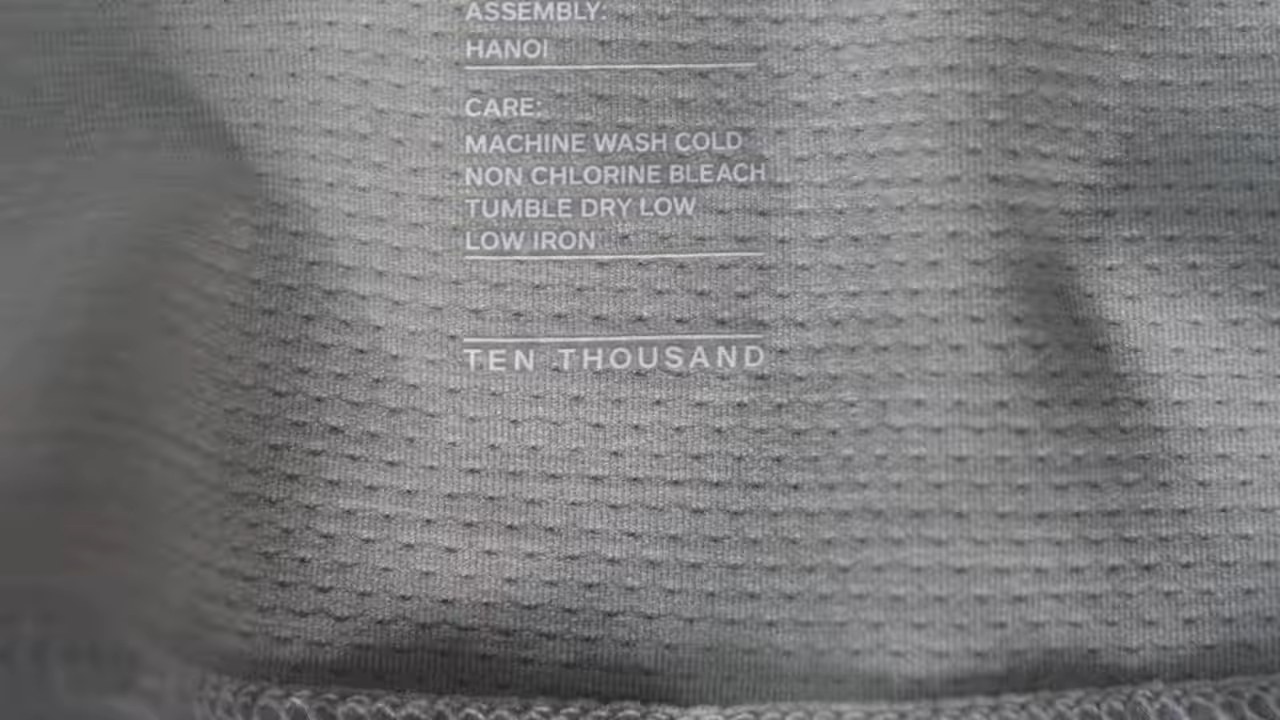 ASSEMBLY:
HANOI
CARE:
MACHINE WASH COLD
NON CHLORINE BLEACH
TUMBLE DRY LOW
LOW IRON
TEN THOUSAND